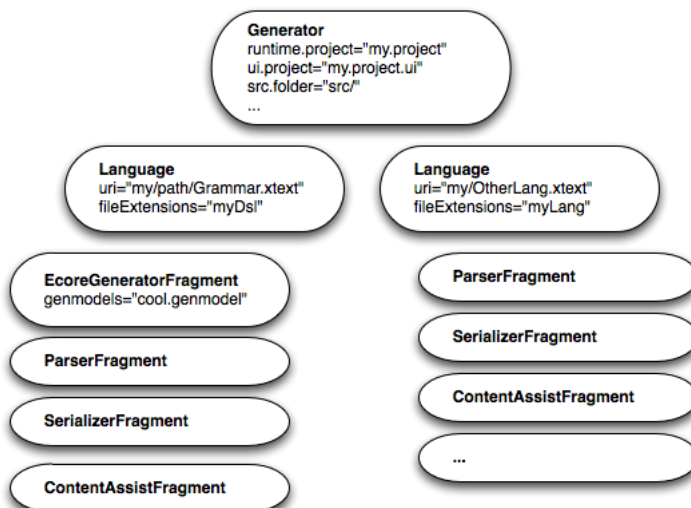 Generator
runtime.project="my.project"
ui.project="my.project.ui"
src.folder="src/"
...
Language
uri="my/path/Grammar.xtext"
fileExtensions="myDsl"
Language
uri="my/OtherLang.xtext"
fileExtensions="myLang"
EcoreGeneratorFragment
genmodels="cool.genmodel"
ParserFragment
SerializerFragment
ContentAssistFragment
ParserFragment
SerializerFragment
ContentAssistFragment
...